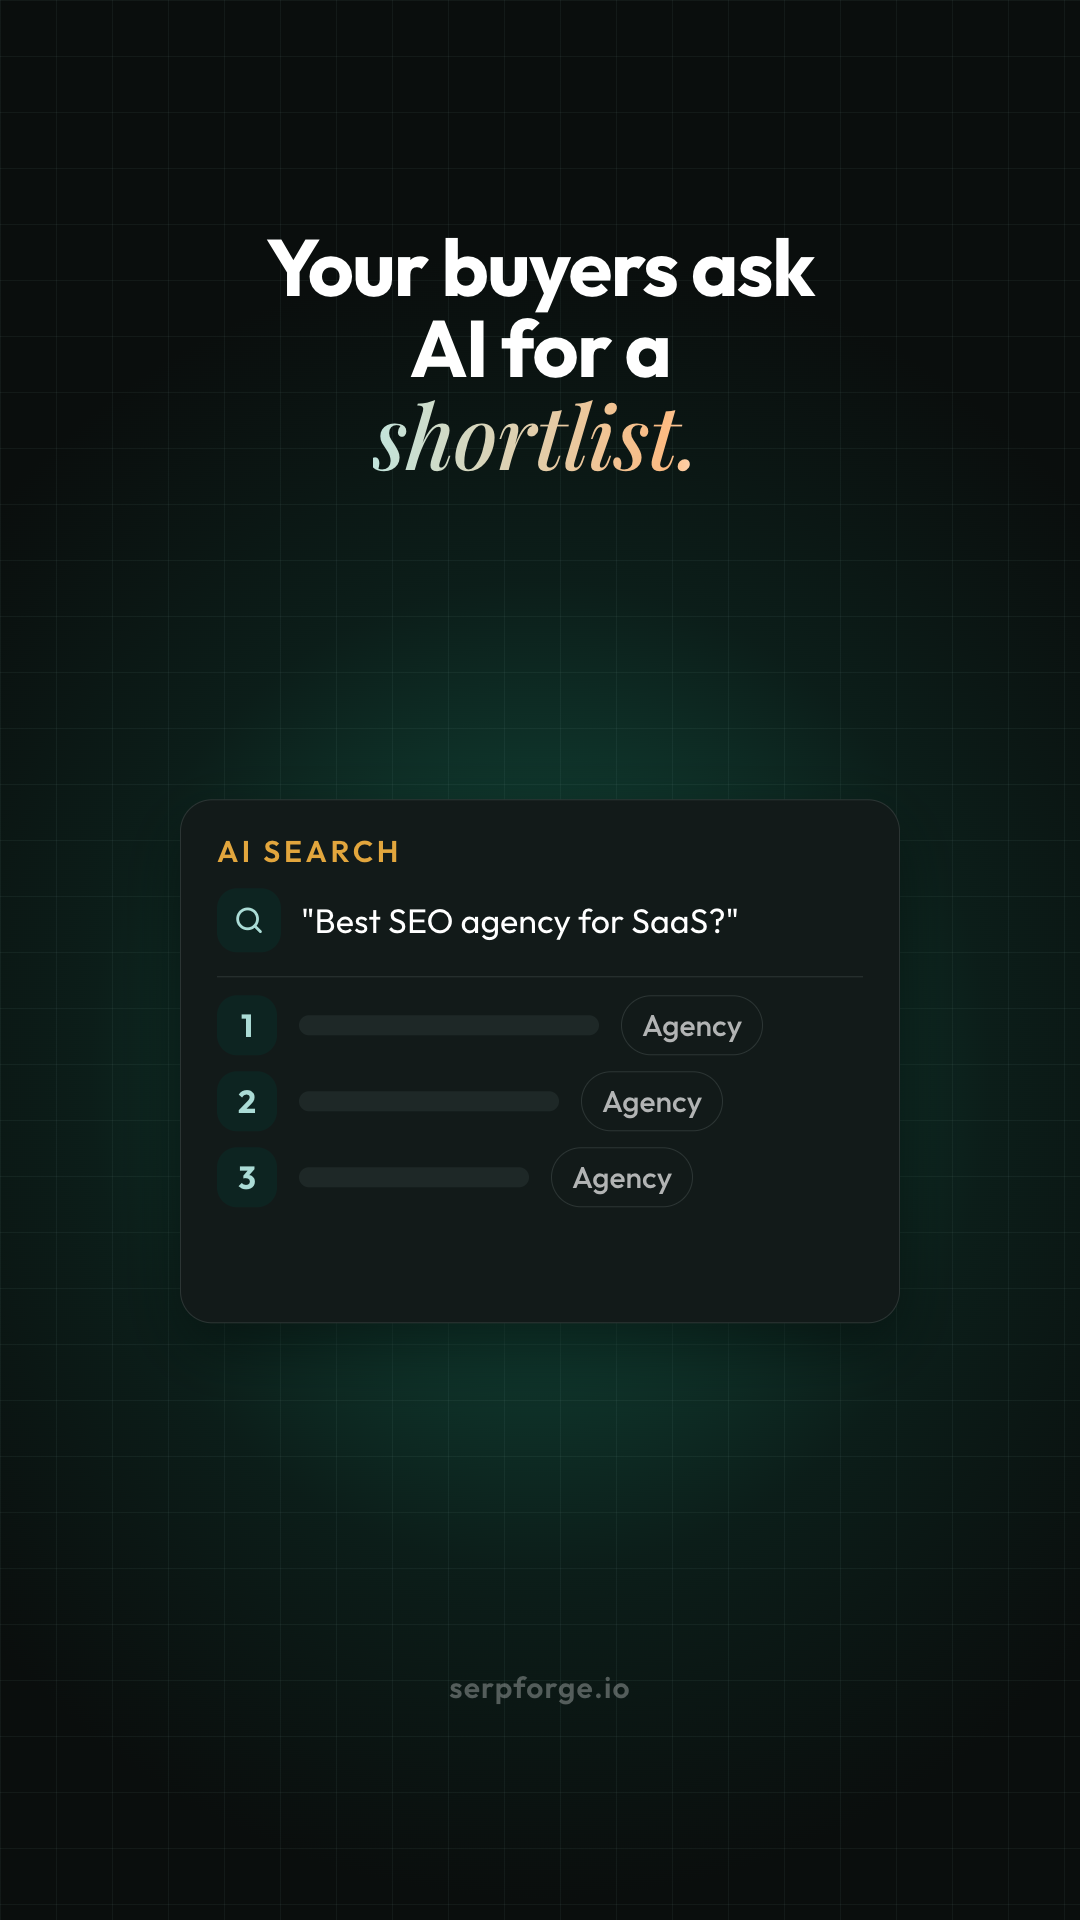 Your buyers ask
AI for a
shortlist.
AI SEARCH
"Best SEO agency for SaaS?"
1 Agency
2 Agency
3 Agency
serpforge.io